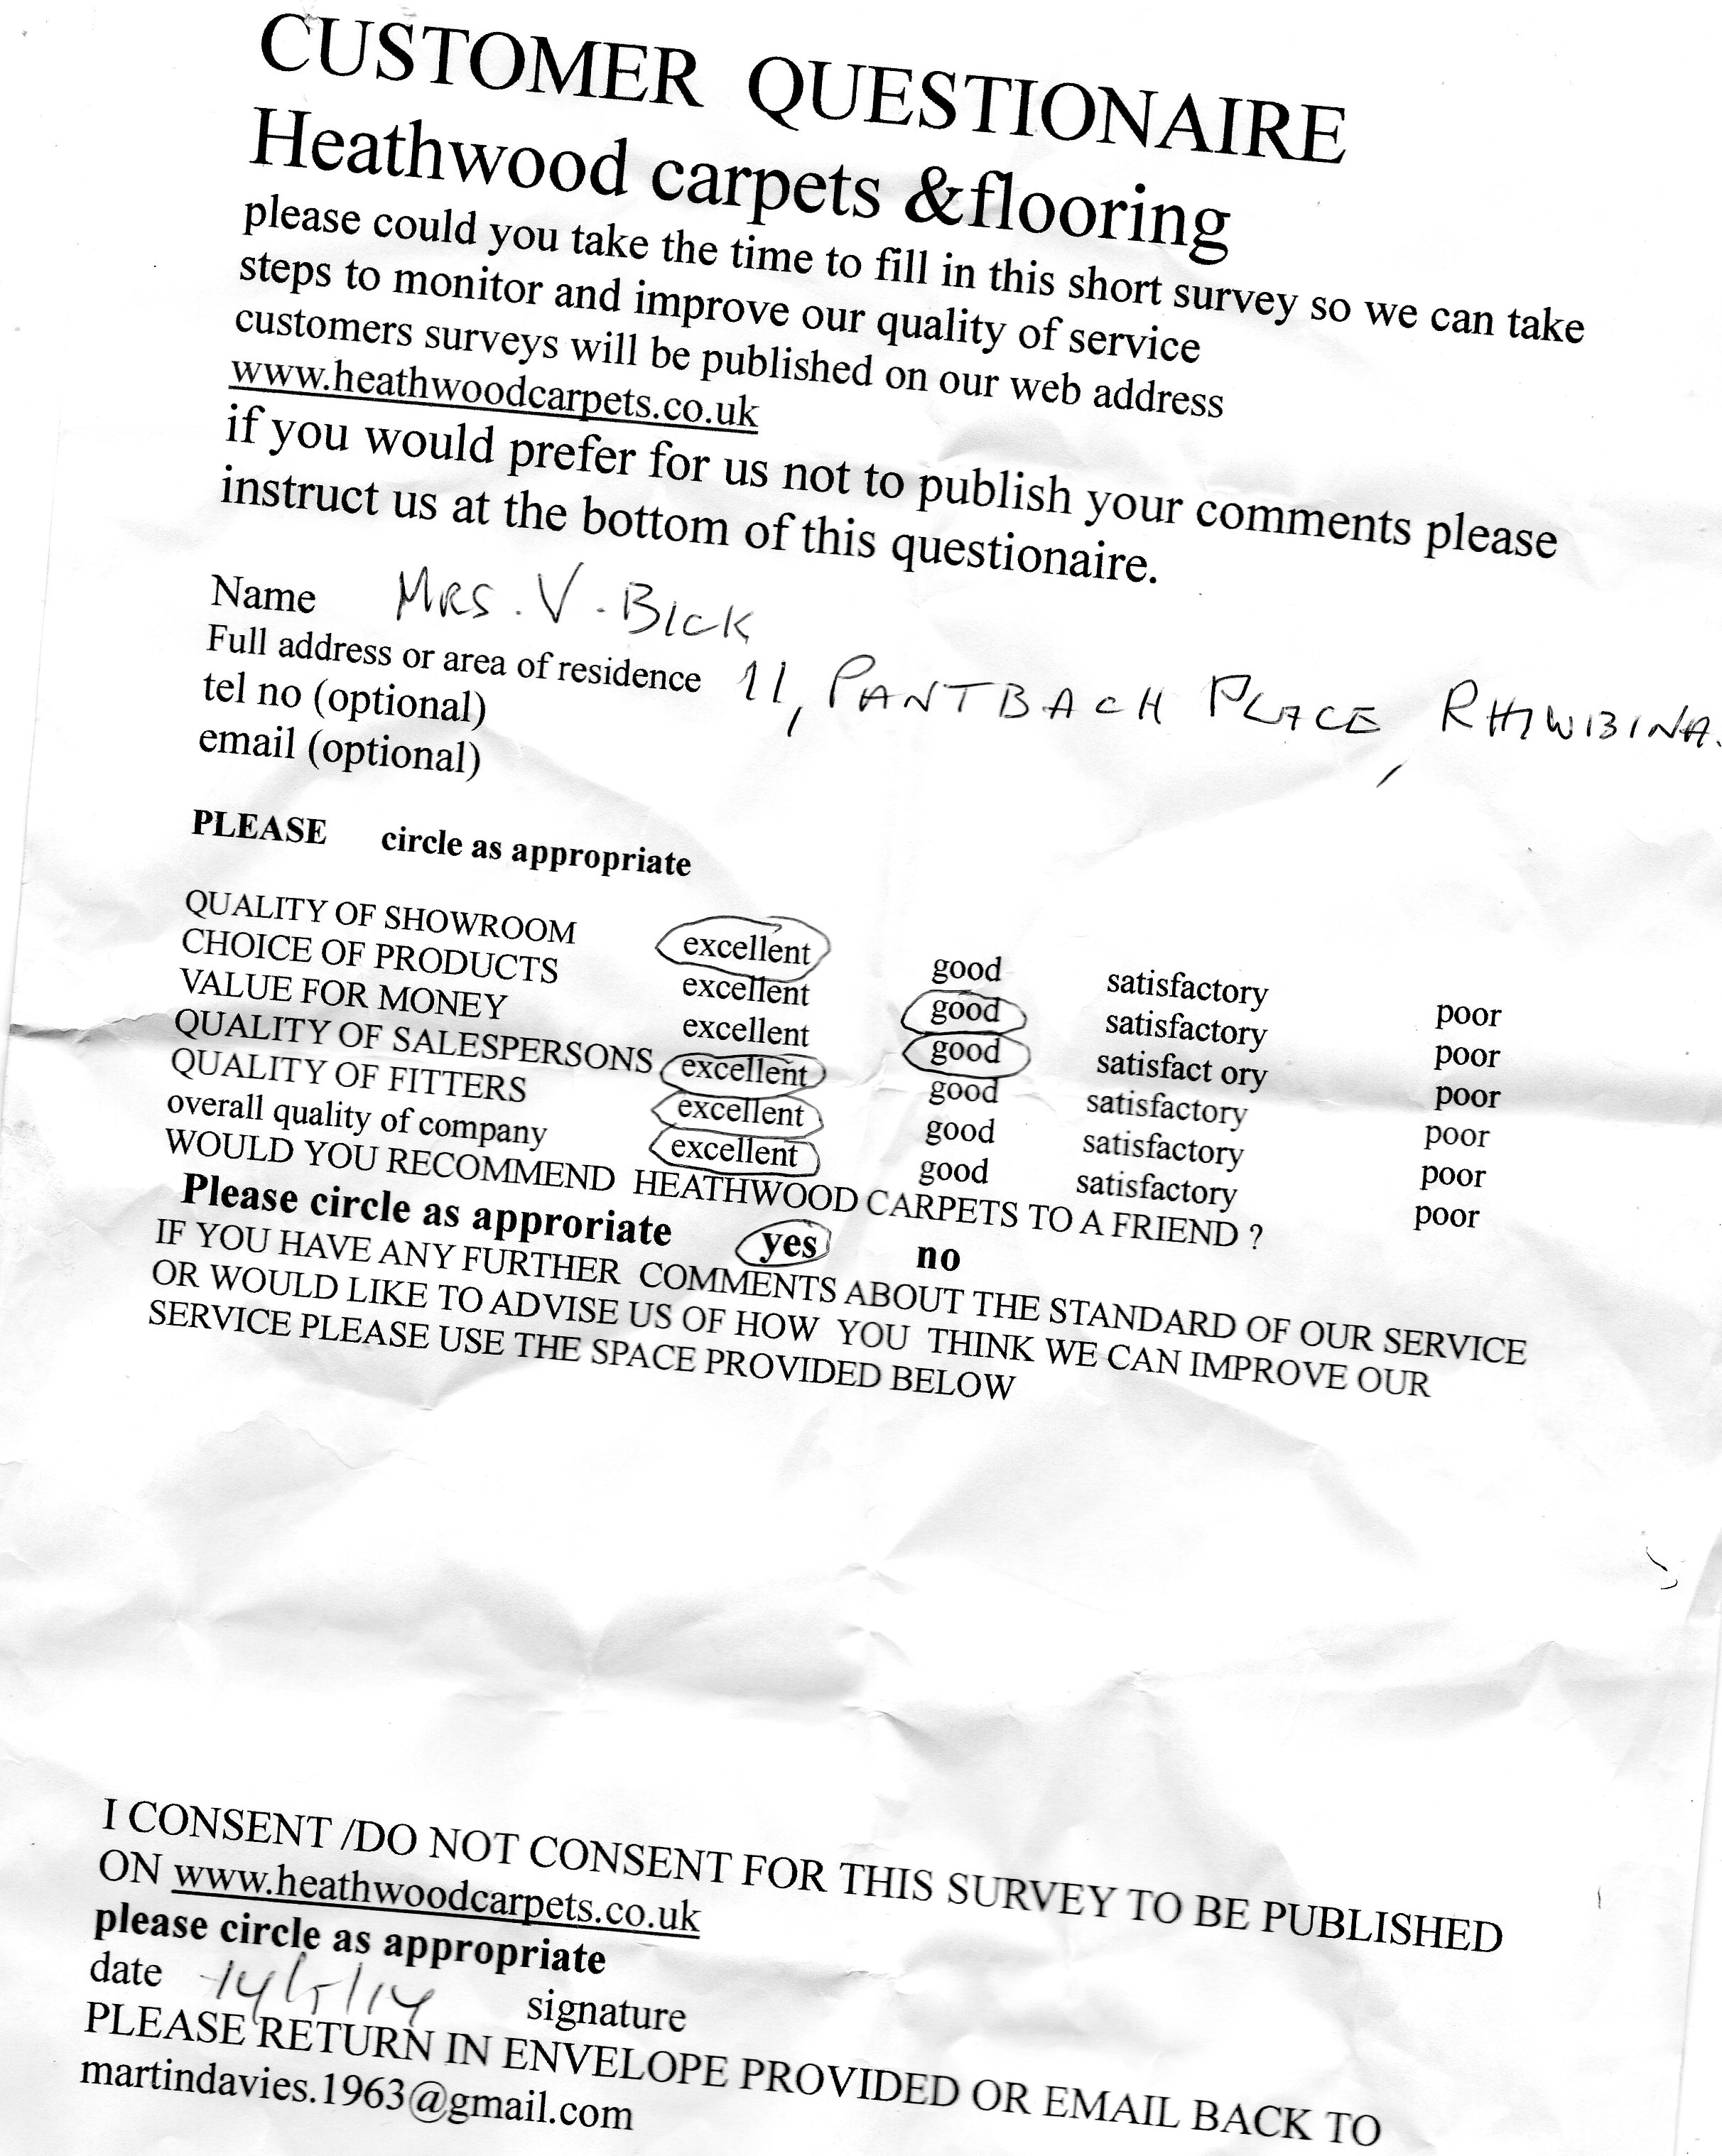 CUSTOMER QUESTIONAIRE
Heathwood carpets &flooring
please could you take the time to fill in this short survey so we can take
steps to monitor and improve our quality of service
customers surveys will be published on our web address
www.heathwoodcarpets.co.uk
if you would prefer for us not to publish your comments please
instruct us at the bottom of this questionaire.
Name MRS. V. BICK
Full address or area of residence 11, PANTBACH PLACE, RHIWBINA.
tel no (optional)
email (optional)
PLEASE circle as appropriate
QUALITY OF SHOWROOM excellent good satisfactory poor
CHOICE OF PRODUCTS excellent good satisfactory poor
VALUE FOR MONEY excellent good satisfact ory poor
QUALITY OF SALESPERSONS excellent good satisfactory poor
QUALITY OF FITTERS excellent good satisfactory poor
overall quality of company excellent good satisfactory poor
WOULD YOU RECOMMEND HEATHWOOD CARPETS TO A FRIEND ?
Please circle as approriate yes no
IF YOU HAVE ANY FURTHER COMMENTS ABOUT THE STANDARD OF OUR SERVICE
OR WOULD LIKE TO ADVISE US OF HOW YOU THINK WE CAN IMPROVE OUR
SERVICE PLEASE USE THE SPACE PROVIDED BELOW
I CONSENT /DO NOT CONSENT FOR THIS SURVEY TO BE PUBLISHED
ON www.heathwoodcarpets.co.uk
please circle as appropriate
date 14/5/14 signature
PLEASE RETURN IN ENVELOPE PROVIDED OR EMAIL BACK TO
martindavies.1963@gmail.com